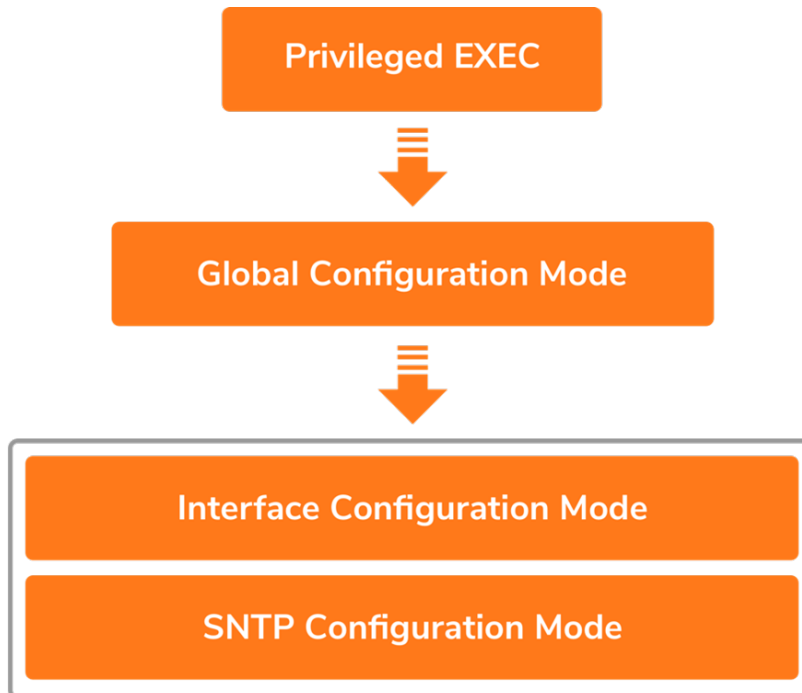 Privileged EXEC
Global Configuration Mode
Interface Configuration Mode
SNTP Configuration Mode